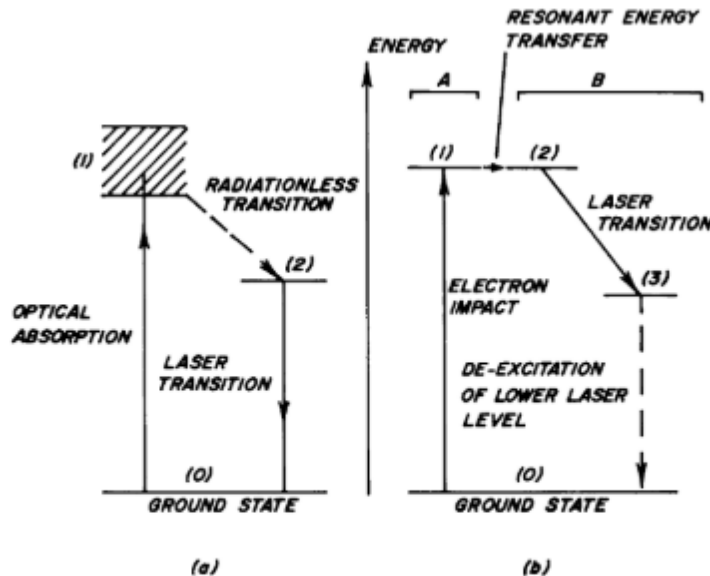 RESONANT ENERGY
TRANSFER
ENERGY
A
B
(1)
(1)
(2)
RADIATIONLESS
TRANSITION
LASER
TRANSITION
(2)
(3)
OPTICAL
ABSORPTION
ELECTRON
IMPACT
LASER
TRANSITION
DE-EXCITATION
OF LOWER LASER
LEVEL
(0)
(0)
GROUND STATE
GROUND STATE
(a)
(b)